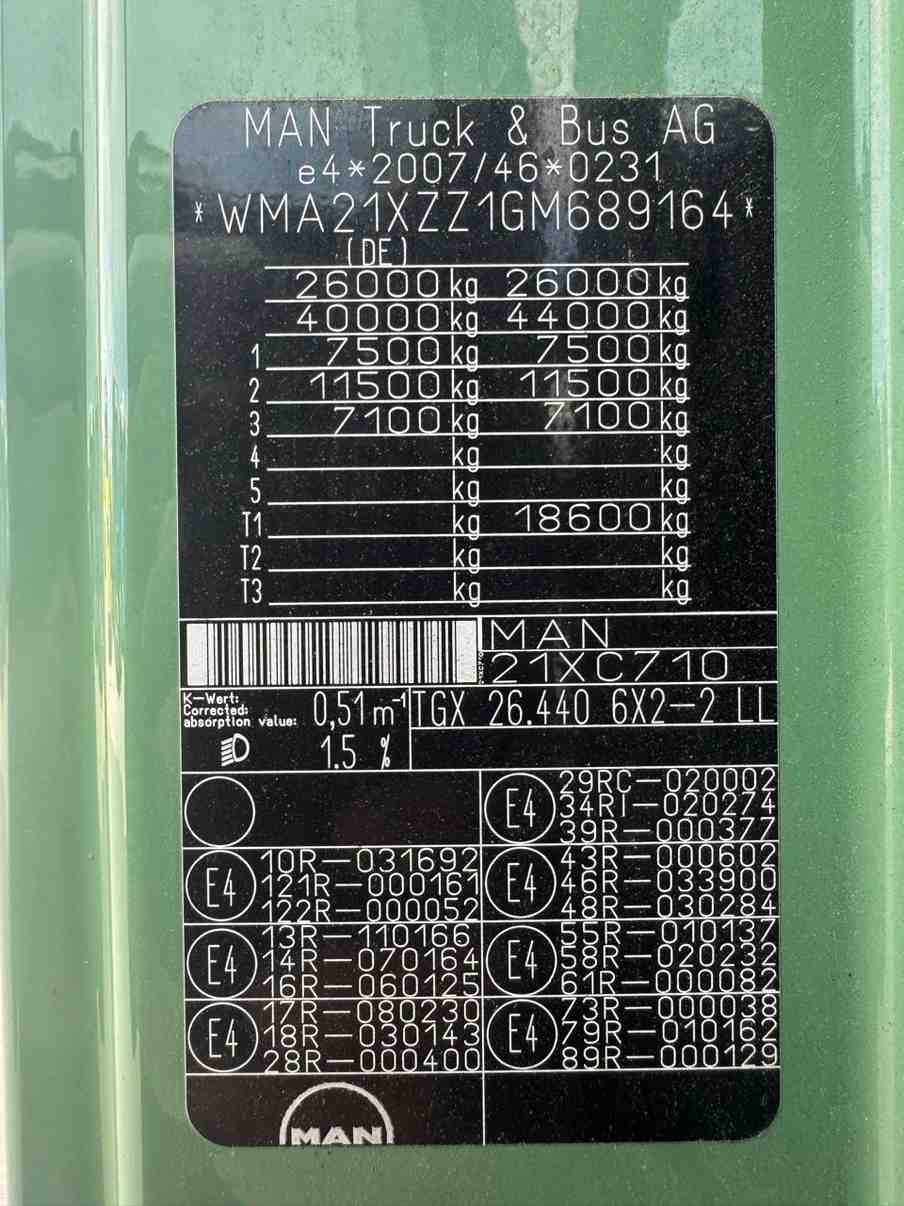 MAN Truck & Bus AG
e4*2007/46*0231
*WMA21XZZ1GM689164*
(DE)
26000 kg 26000 kg
40000 kg 44000 kg
1 7500 kg 7500 kg
2 11500 kg 11500 kg
3 7100 kg 7100 kg
4 kg kg
5 kg kg
T1 kg 18600 kg
T2 kg kg
T3 kg kg
MAN
21XC710
K-Wert:
Corrected:
absorption value: 0,51 m-1
TGX 26.440 6X2-2 LL
1.5 %
E4
29RC-020002
34RI-020274
39R-000377
E4
10R-031692
121R-000161
122R-000052
E4
43R-000602
46R-033900
48R-030284
E4
13R-110166
14R-070164
16R-060125
E4
55R-010137
58R-020232
61R-000082
E4
17R-080230
18R-030143
28R-000400
E4
73R-000038
79R-010162
89R-000129
MAN